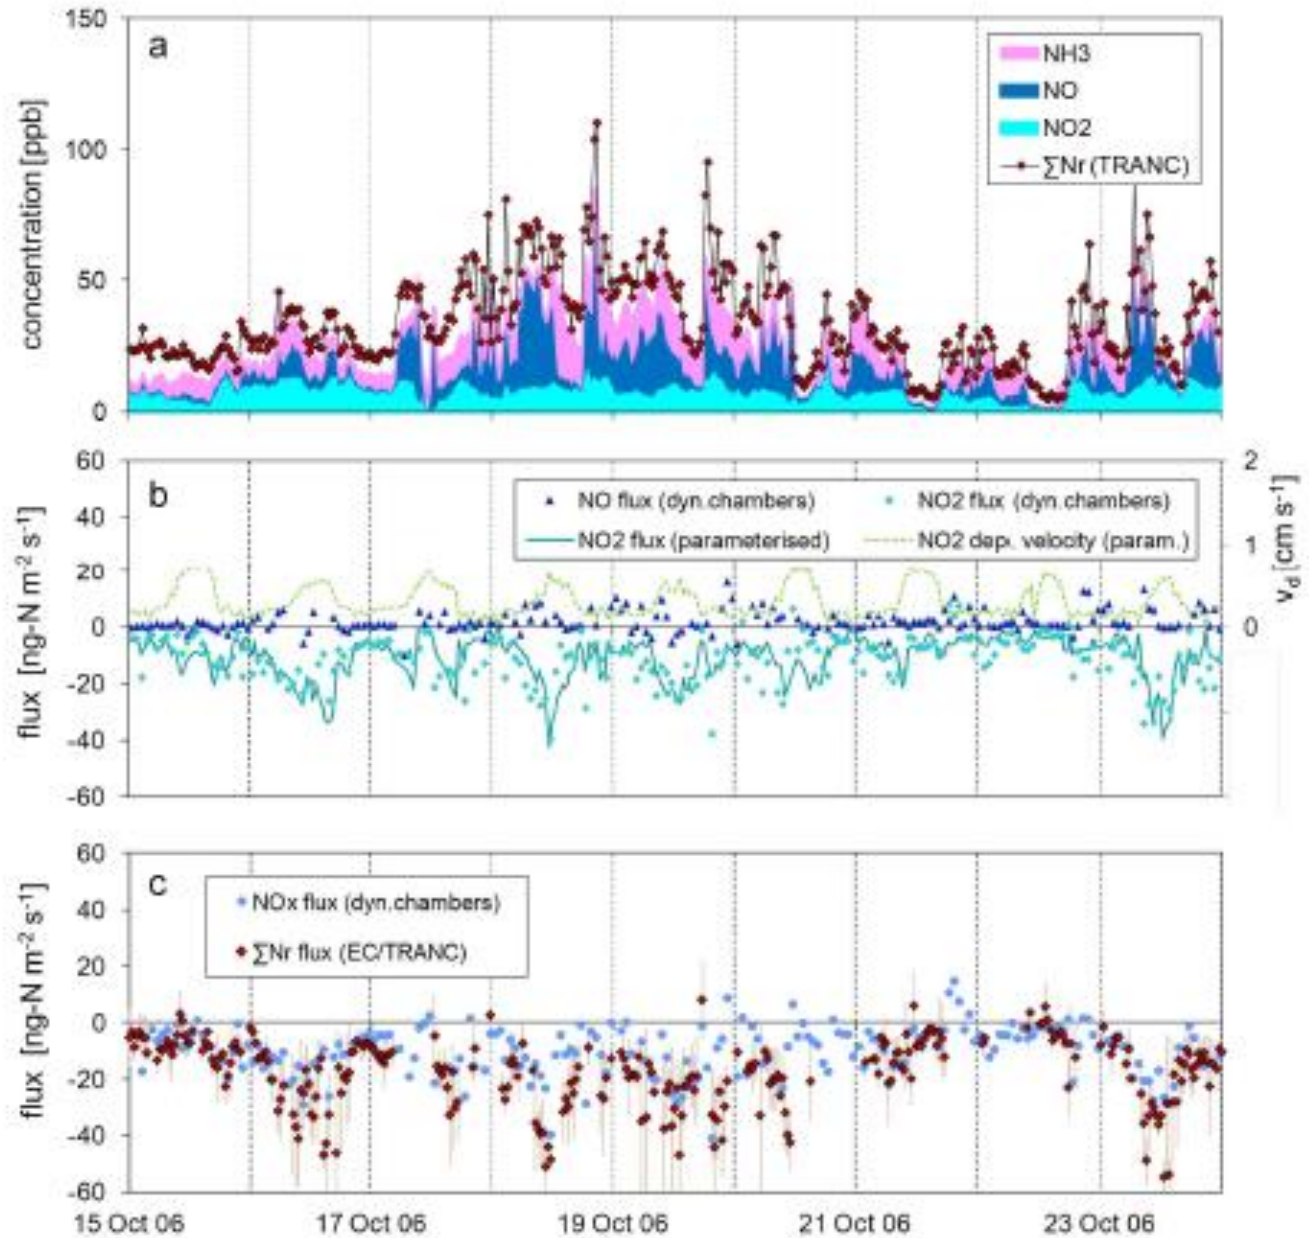 150
a
NH3
NO
NO2
∑Nr (TRANC)
100
50
0
concentration [ppb]
60
2
b
NO flux (dyn.chambers)
NO2 flux (dyn.chambers)
NO2 flux (parameterised)
NO2 dep. velocity (param.)
40
1
20
0
0
-20
-40
-60
flux [ng-N m-2 s-1]
vd [cm s-1]
60
c
NOx flux (dyn.chambers)
∑Nr flux (EC/TRANC)
40
20
0
-20
-40
-60
flux [ng-N m-2 s-1]
15 Oct 06
17 Oct 06
19 Oct 06
21 Oct 06
23 Oct 06